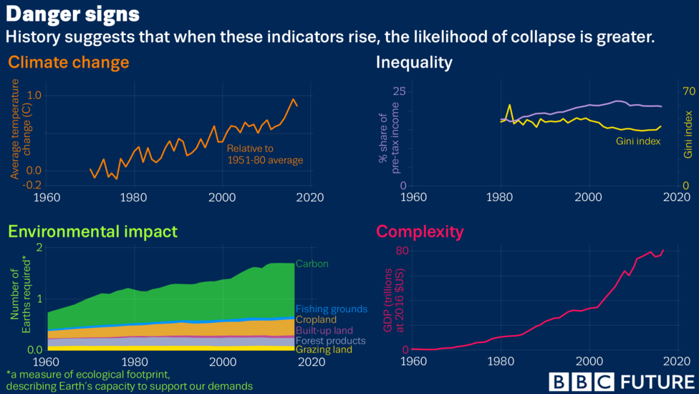 Danger signs
History suggests that when these indicators rise, the likelihood of collapse is greater.
Climate change
Average temperature
change (C)
1.0
0.0
-0.2
Relative to
1951-80 average
1960
1980
2000
2020
Inequality
% share of
pre-tax income
25
0
70
0
Gini index
Gini index
1960
1980
2000
2020
Environmental impact
Number of
Earths required*
2
1
0.0
Carbon
Fishing grounds
Cropland
Built-up land
Forest products
Grazing land
1960
1980
2000
2020
*a measure of ecological footprint,
describing Earth's capacity to support our demands
Complexity
GDP (trillions
at 2016 $US)
80
0
1960
1980
2000
2020
BBC FUTURE